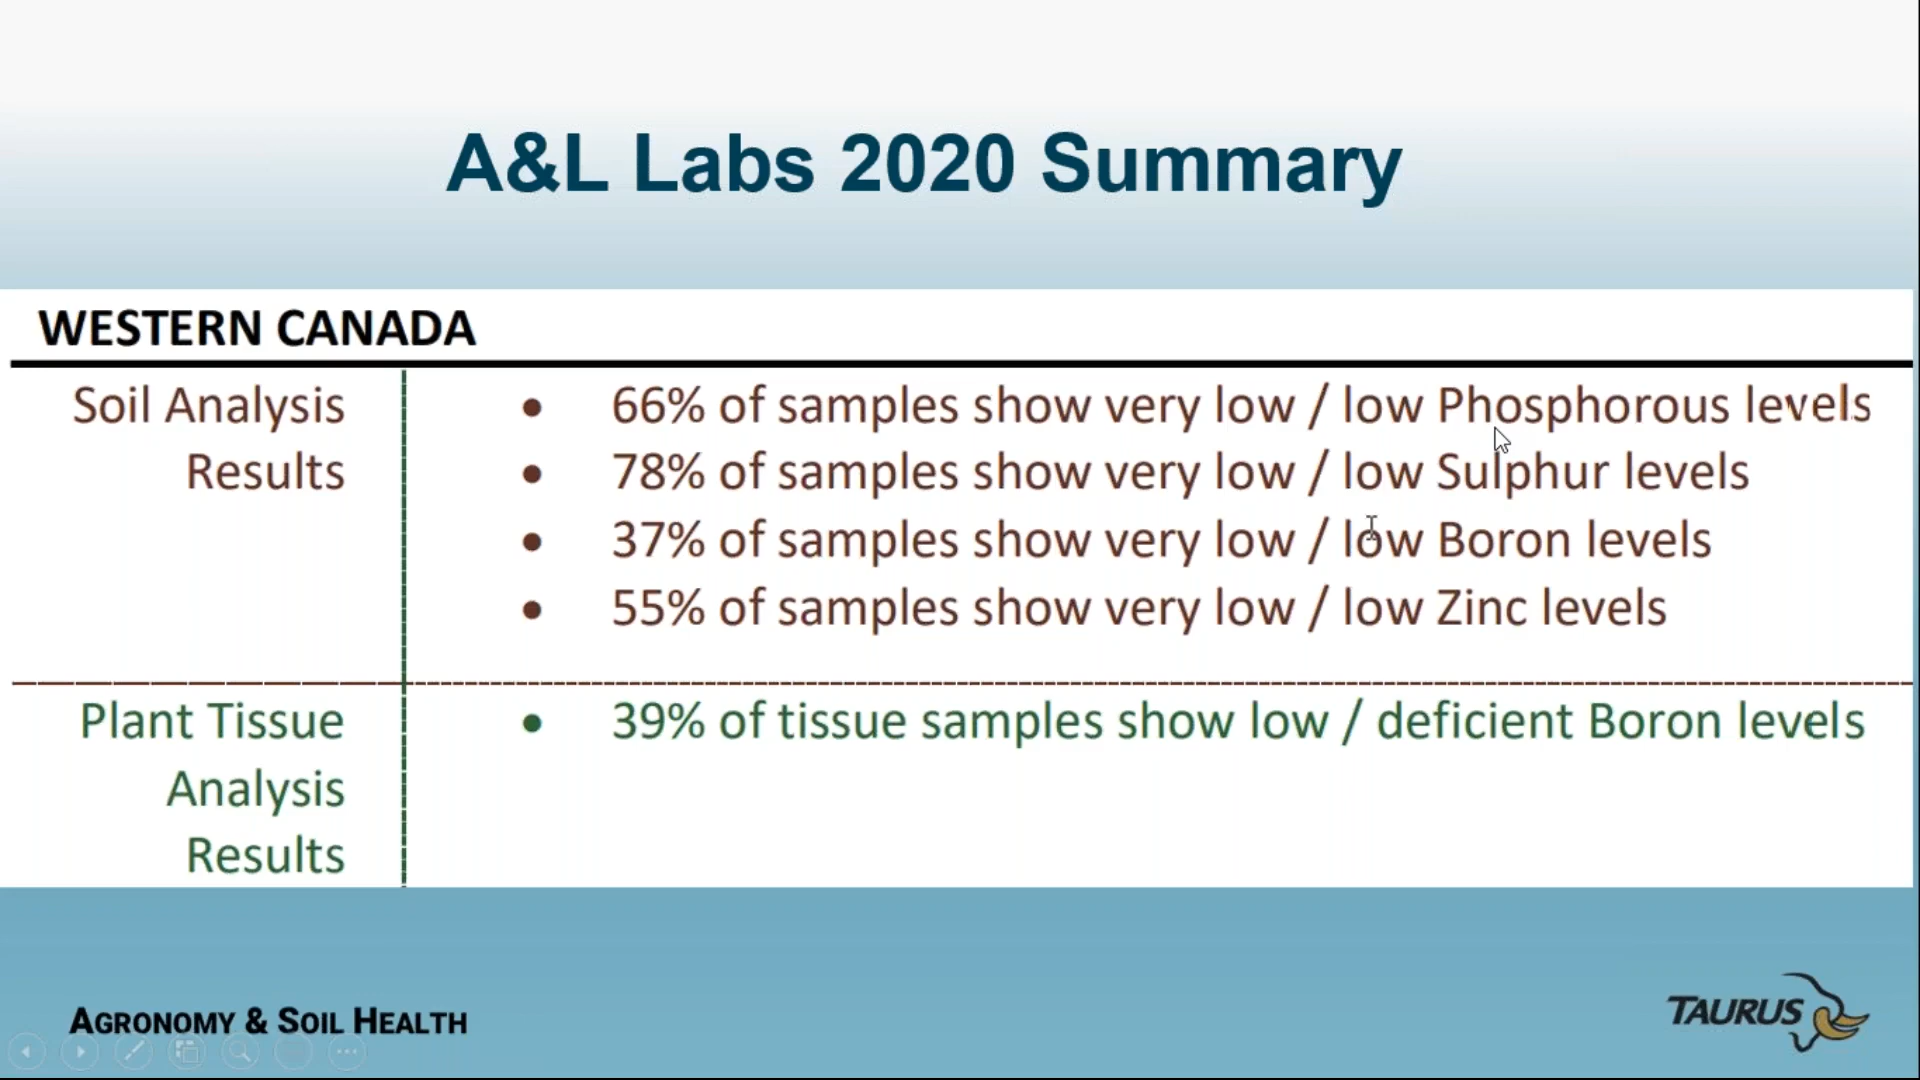 A&L Labs 2020 Summary
WESTERN CANADA
Soil Analysis
Results
• 66% of samples show very low / low Phosphorous levels
• 78% of samples show very low / low Sulphur levels
• 37% of samples show very low / low Boron levels
• 55% of samples show very low / low Zinc levels
Plant Tissue
Analysis
Results
• 39% of tissue samples show low / deficient Boron levels
AGRONOMY & SOIL HEALTH
TAURUS